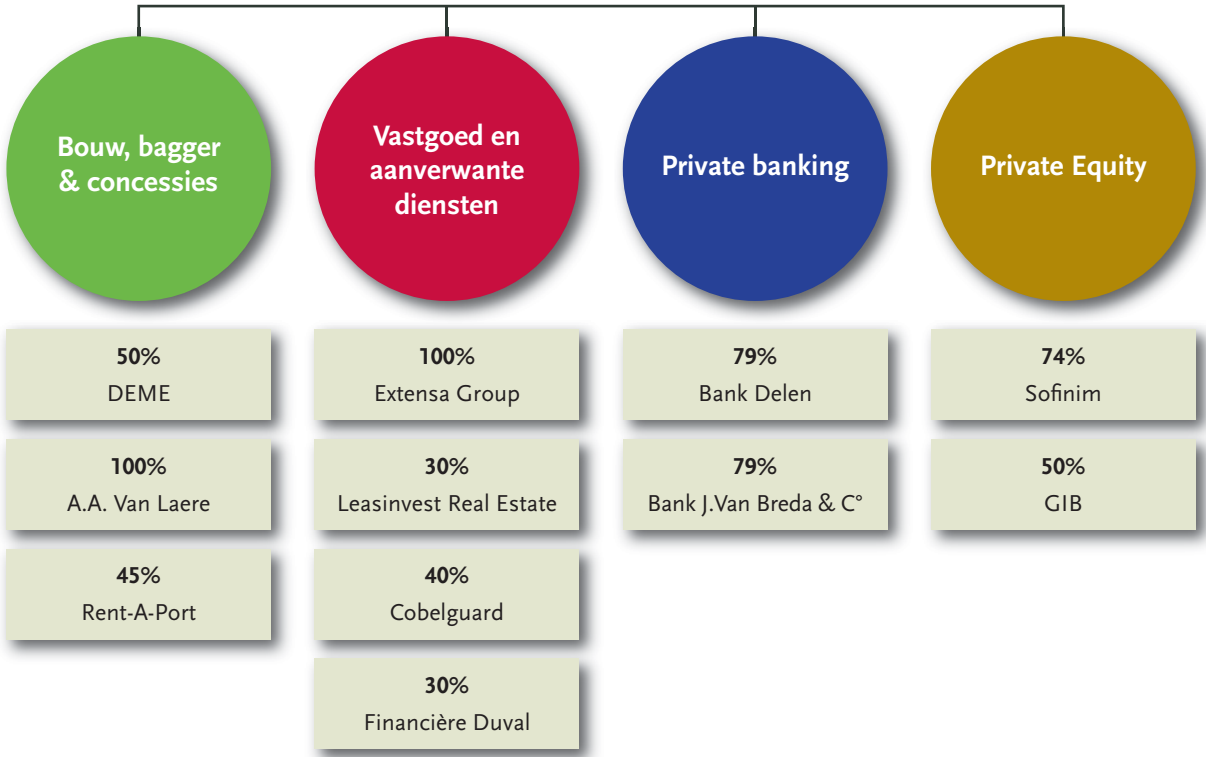 Bouw, bagger
& concessies
50%
DEME
100%
A.A. Van Laere
45%
Rent-A-Port
Vastgoed en
aanverwante
diensten
100%
Extensa Group
30%
Leasinvest Real Estate
40%
Cobelguard
30%
Financière Duval
Private banking
79%
Bank Delen
79%
Bank J.Van Breda & C°
Private Equity
74%
Sofinim
50%
GIB